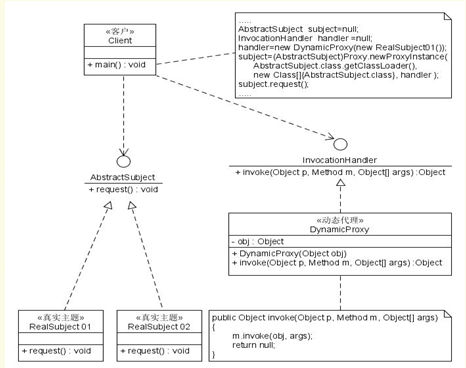 «客户»
Client
+ main() : void
.....
AbstractSubject subject=null;
InvocationHandler handler =null;
handler=new DynamicProxy(new RealSubject01());
subject=(AbstractSubject)Proxy.newProxyInstance(
AbstractSubject.class.getClassLoader(),
new Class[]{AbstractSubject.class}, handler );
subject.request();
.....
AbstractSubject
+ request() : void
InvocationHandler
+ invoke(Object p, Method m, Object[] args) :Object
«动态代理»
DynamicProxy
- obj : Object
+ DynamicProxy(Object obj)
+ invoke(Object p, Method m, Object[] args) :Object
«真实主题»
RealSubject 01
+ request() : void
«真实主题»
RealSubject 02
+ request() : void
public Object invoke(Object p, Method m, Object[] args)
{
m.invoke(obj, args);
return null;
}